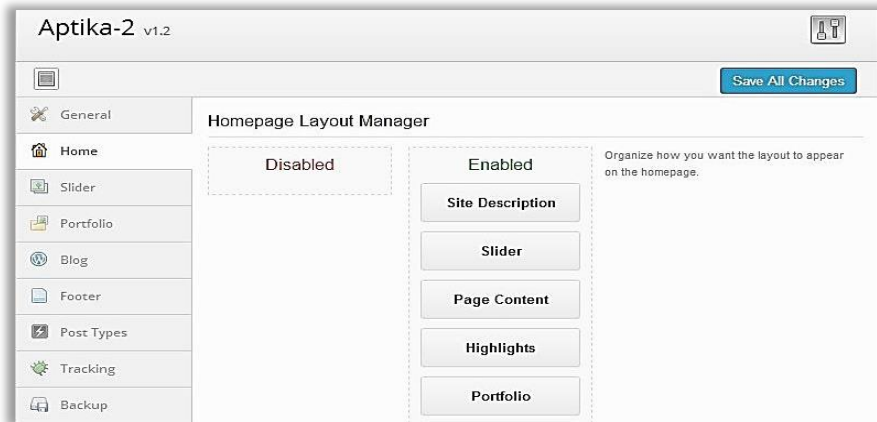 Aptika-2 v1.2
Save All Changes
General
Home
Slider
Portfolio
Blog
Footer
Post Types
Tracking
Backup
Homepage Layout Manager
Disabled
Enabled
Site Description
Slider
Page Content
Highlights
Portfolio
Organize how you want the layout to appear
on the homepage.